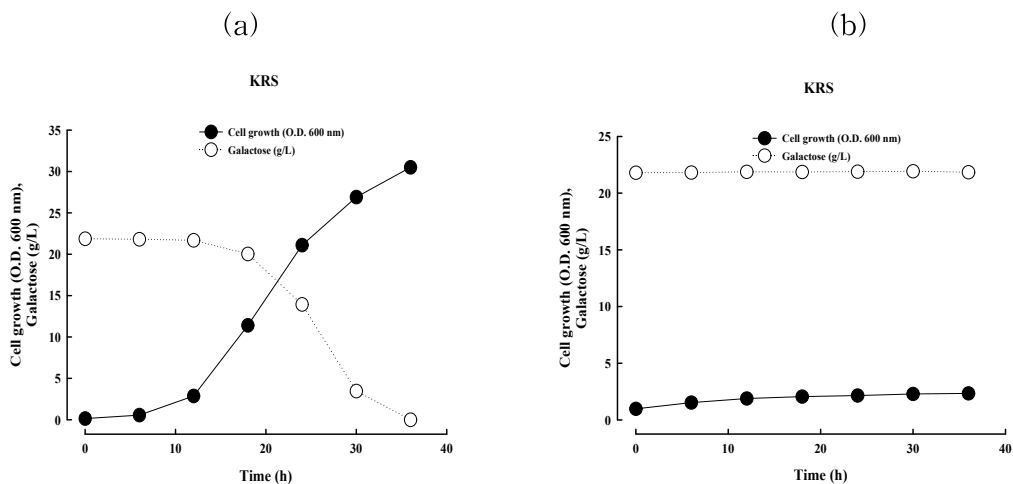 (a)
KRS
Cell growth (O.D. 600 nm)
Galactose (g/L)
Cell growth (O.D. 600 nm),
Galactose (g/L)
35
30
25
20
15
10
5
0
0
10
20
30
40
Time (h)
(b)
KRS
Cell growth (O.D. 600 nm)
Galactose (g/L)
Cell growth (O.D. 600 nm),
Galactose (g/L)
25
20
15
10
5
0
0
10
20
30
40
Time (h)